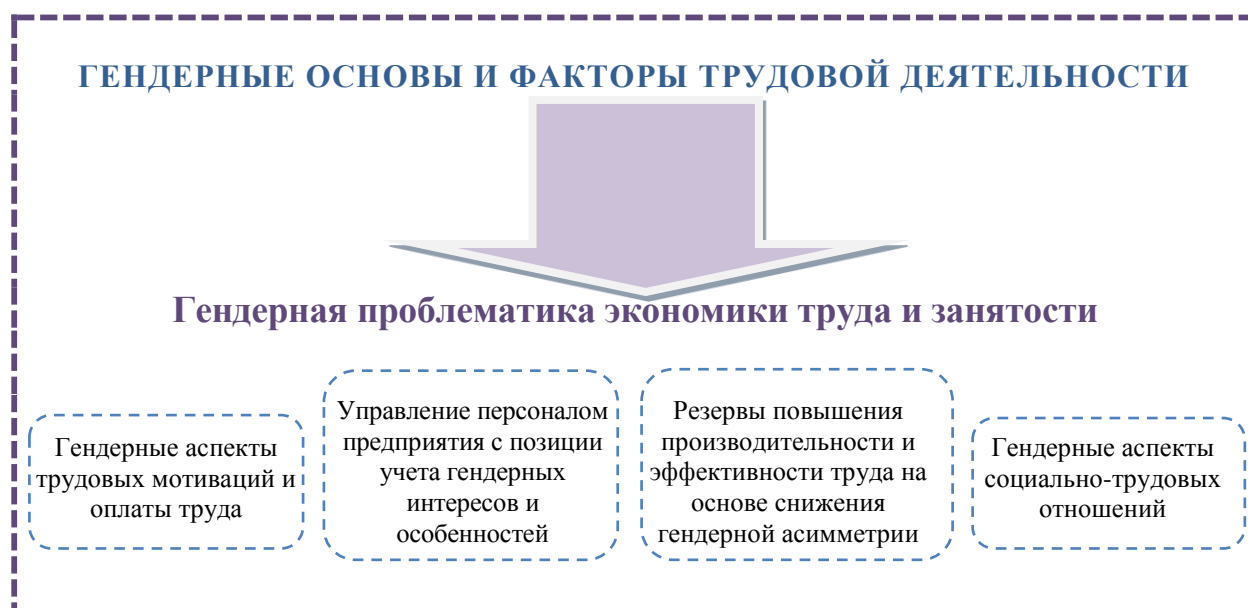 ГЕНДЕРНЫЕ ОСНОВЫ И ФАКТОРЫ ТРУДОВОЙ ДЕЯТЕЛЬНОСТИ
Гендерная проблематика экономики труда и занятости
Гендерные аспекты
трудовых мотиваций и
оплаты труда
Управление персоналом
предприятия с позиции
учета гендерных
интересов и
особенностей
Резервы повышения
производительности и
эффективности труда на
основе снижения
гендерной асимметрии
Гендерные аспекты
социально-трудовых
отношений